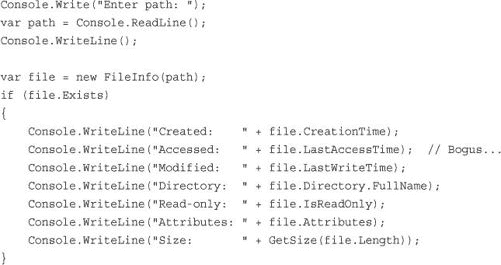 Console.Write("Enter path: ");
var path = Console.ReadLine();
Console.WriteLine();

var file = new FileInfo(path);
if (file.Exists)
{
    Console.WriteLine("Created:    " + file.CreationTime);
    Console.WriteLine("Accessed:   " + file.LastAccessTime);  // Bogus...
    Console.WriteLine("Modified:   " + file.LastWriteTime);
    Console.WriteLine("Directory:  " + file.Directory.FullName);
    Console.WriteLine("Read-only:  " + file.IsReadOnly);
    Console.WriteLine("Attributes: " + file.Attributes);
    Console.WriteLine("Size:       " + GetSize(file.Length));
}